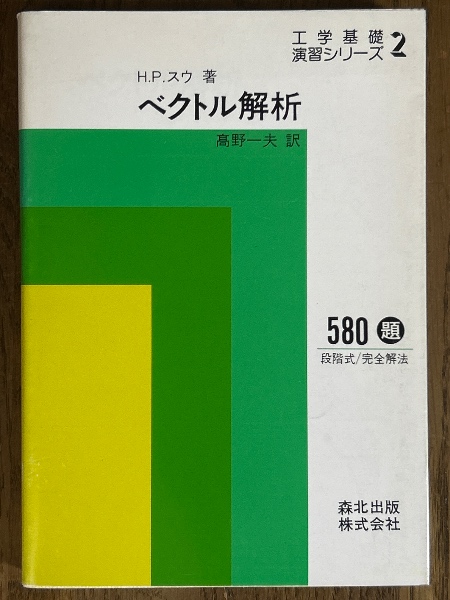 工学基礎
演習シリーズ 2
H.P.スウ 著
ベクトル解析
高野一夫 訳
580 題
段階式/完全解法
森北出版
株式会社